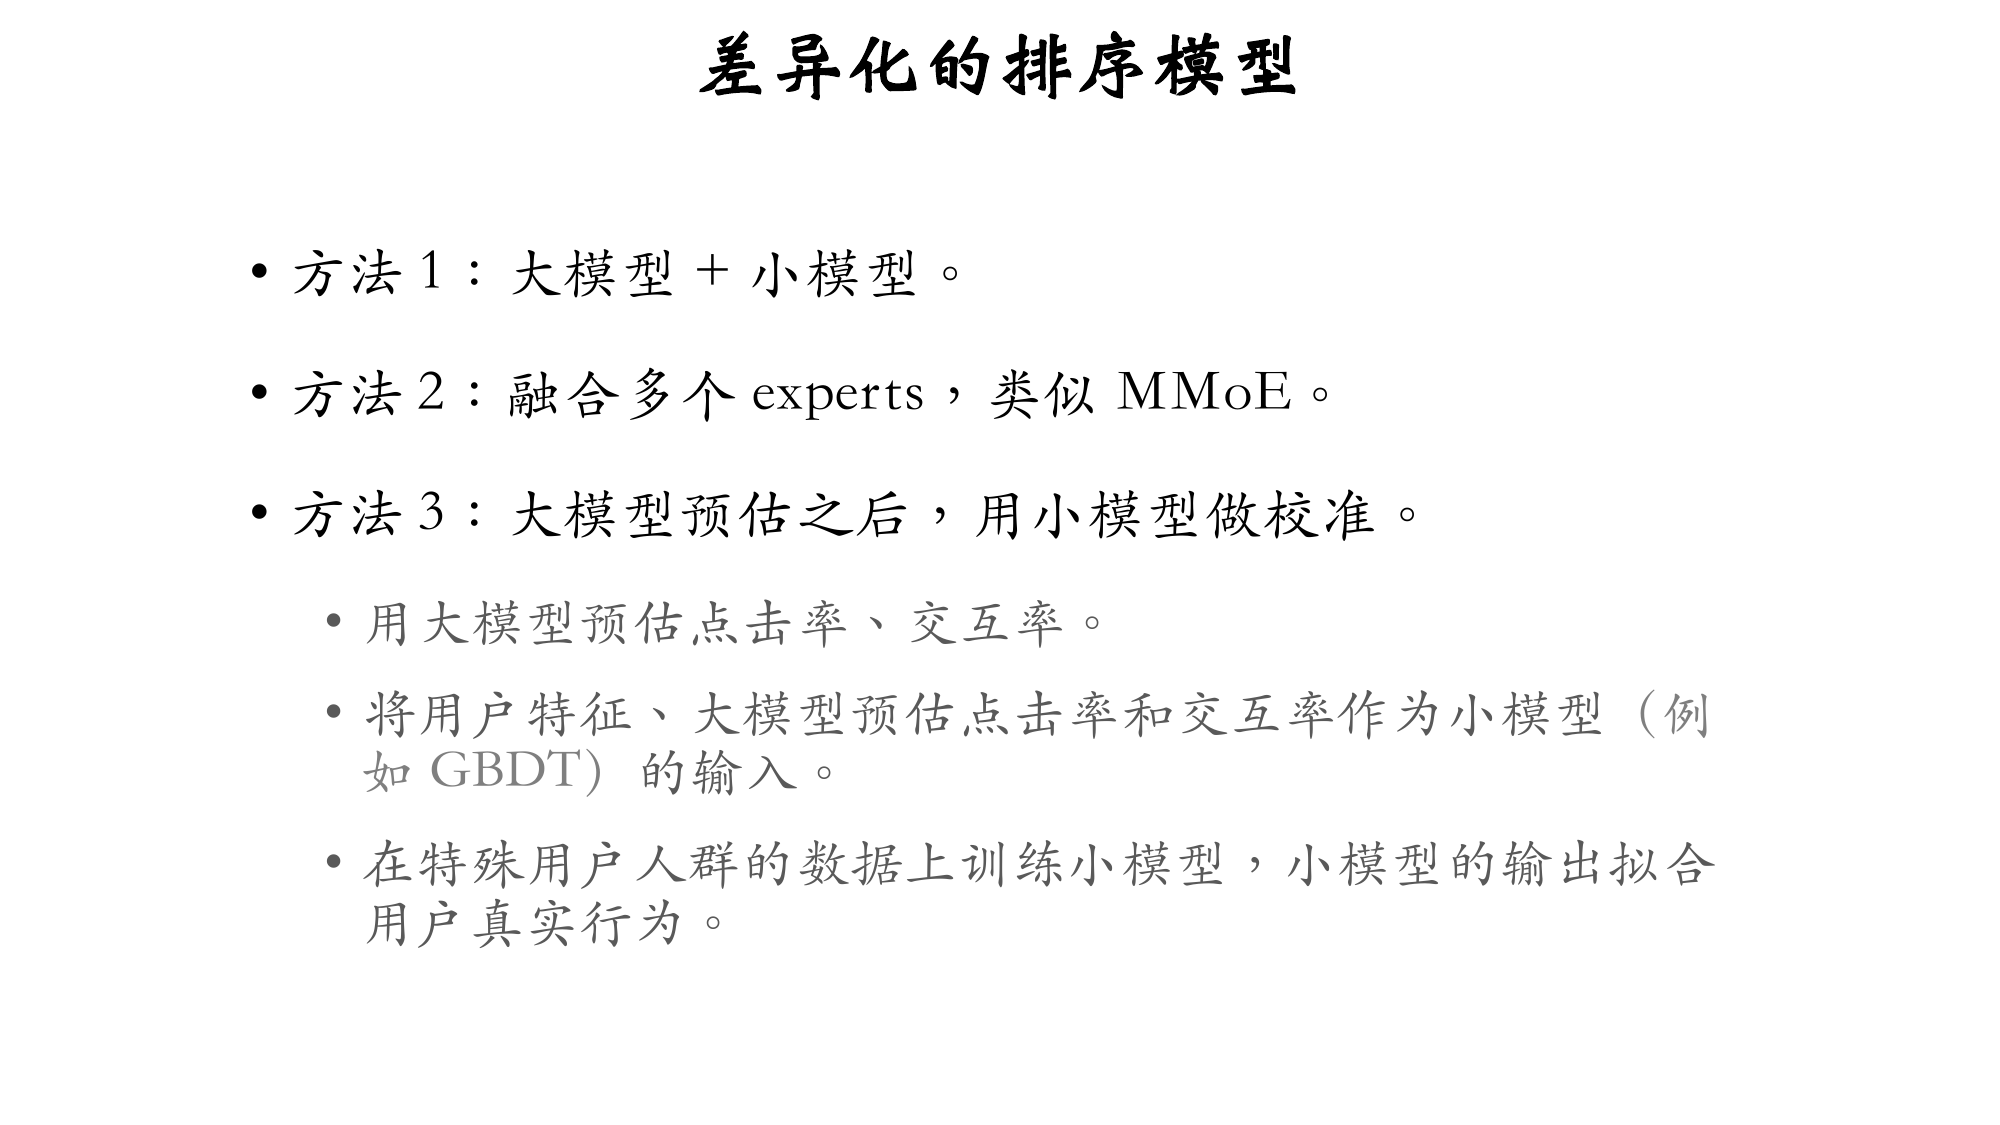 差异化的排序模型
• 方法 1：大模型 + 小模型。
• 方法 2：融合多个 experts，类似 MMoE。
• 方法 3：大模型预估之后，用小模型做校准。
• 用大模型预估点击率、交互率。
• 将用户特征、大模型预估点击率和交互率作为小模型（例
如 GBDT）的输入。
• 在特殊用户人群的数据上训练小模型，小模型的输出拟合
用户真实行为。